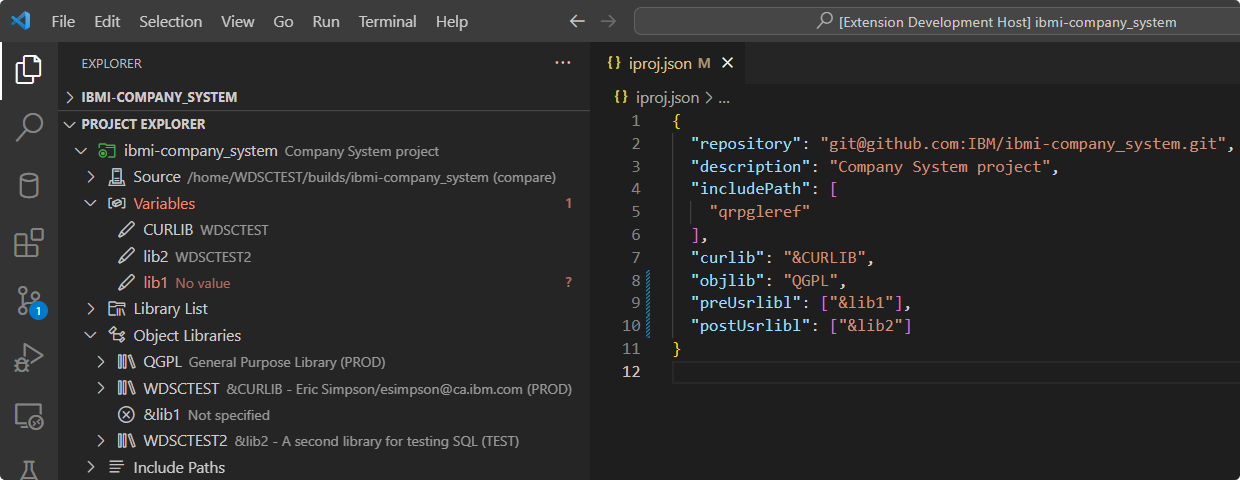 File Edit Selection View Go Run Terminal Help
[Extension Development Host] ibmi-company_system
EXPLORER ...
IBMI-COMPANY_SYSTEM
PROJECT EXPLORER
ibmi-company_system Company System project
Source /home/WDSCTEST/builds/ibmi-company_system (compare)
Variables 1
CURLIB WDSCTEST
lib2 WDSCTEST2
lib1 No value ?
Library List
Object Libraries
QGPL General Purpose Library (PROD)
WDSCTEST &CURLIB - Eric Simpson/esimpson@ca.ibm.com (PROD)
&lib1 Not specified
WDSCTEST2 &lib2 - A second library for testing SQL (TEST)
Include Paths
1
{} iproj.json M
{} iproj.json > ...
1 {
2 "repository": "git@github.com:IBM/ibmi-company_system.git",
3 "description": "Company System project",
4 "includePath": [
5 "qrpgleref"
6 ],
7 "curlib": "&CURLIB",
8 "objlib": "QGPL",
9 "preUsrlibl": ["&lib1"],
10 "postUsrlibl": ["&lib2"]
11 }
12